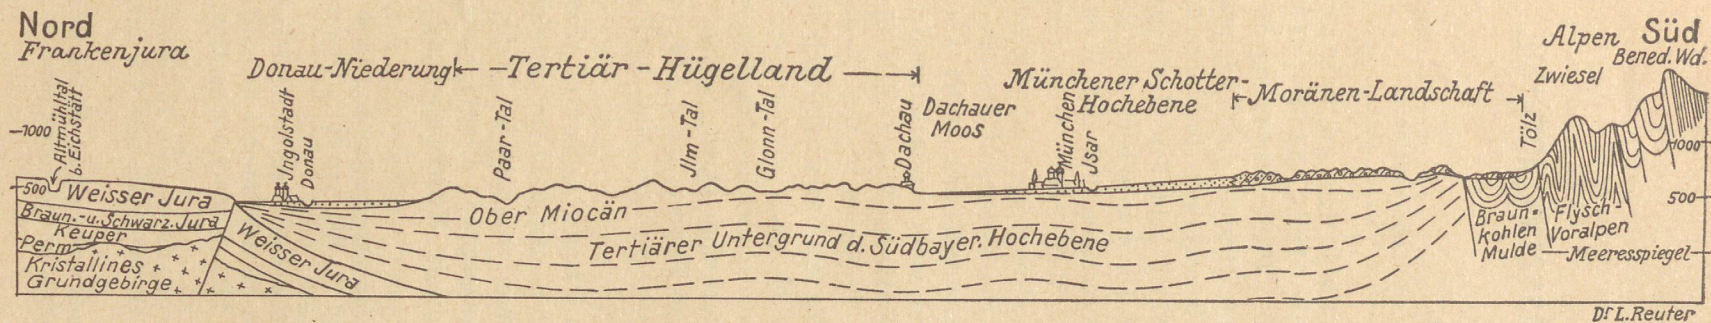 Nord
Frankenjura
Donau-Niederung
Tertiär-Hügelland
Münchener Schotter-
Hochebene
Moränen-Landschaft
Alpen
Süd
Bened. Wd.
Zwiesel
1000
Altmühltal
b. Eichstätt
Jngolstadt
Donau
Paar-Tal
Jlm-Tal
Glonn-Tal
Dachau
Dachauer
Moos
München
Jsar
Tölz
1000
500
500
Weisser Jura
Braun.-u. Schwarz. Jura
Keuper
Perm
Kristallines
Grundgebirge
Weisser Jura
Ober Miocän
Tertiärer Untergrund d. Südbayer. Hochebene
Braun-
kohlen
Mulde
Flysch-
Voralpen
Meeresspiegel
Dr L. Reuter